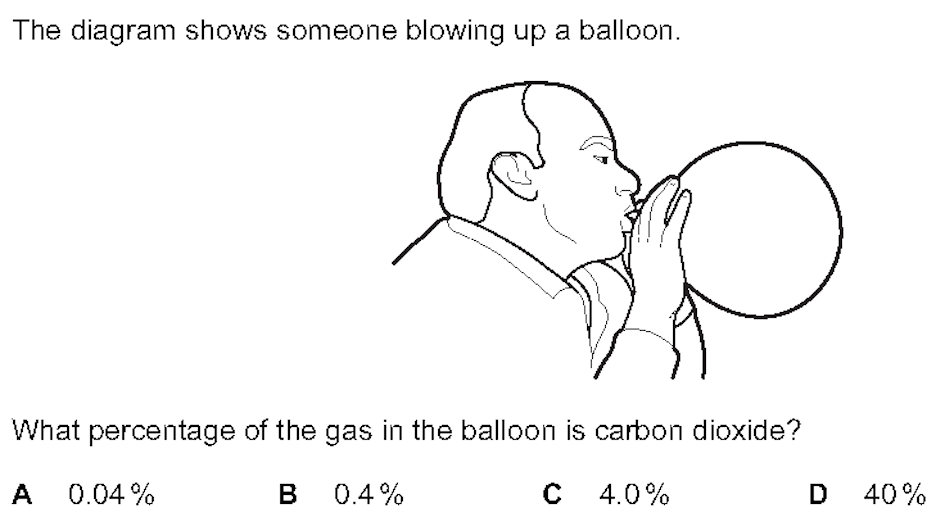 The diagram shows someone blowing up a balloon.
What percentage of the gas in the balloon is carbon dioxide?
A 0.04 % B 0.4 % C 4.0 % D 40 %